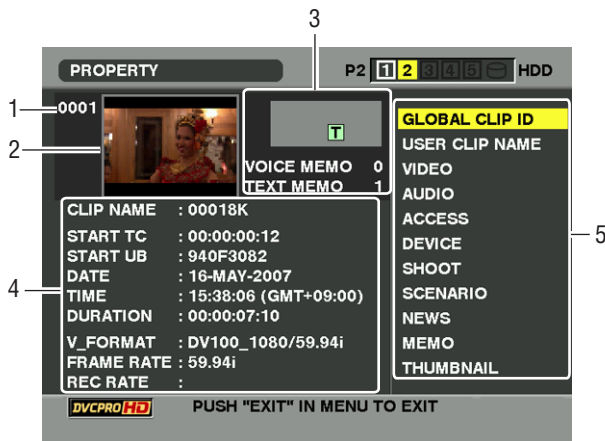 3
PROPERTY
P2 1 2 3 4 5 HDD
1
0001
2
T
VOICE MEMO 0
TEXT MEMO 1
CLIP NAME : 00018K
START TC : 00:00:00:12
START UB : 940F3082
DATE : 16-MAY-2007
TIME : 15:38:06 (GMT+09:00)
DURATION : 00:00:07:10
V_FORMAT : DV100_1080/59.94i
FRAME RATE : 59.94i
REC RATE :
4
GLOBAL CLIP ID
USER CLIP NAME
VIDEO
AUDIO
ACCESS
DEVICE
SHOOT
SCENARIO
NEWS
MEMO
THUMBNAIL
5
DVCPRO HD PUSH "EXIT" IN MENU TO EXIT